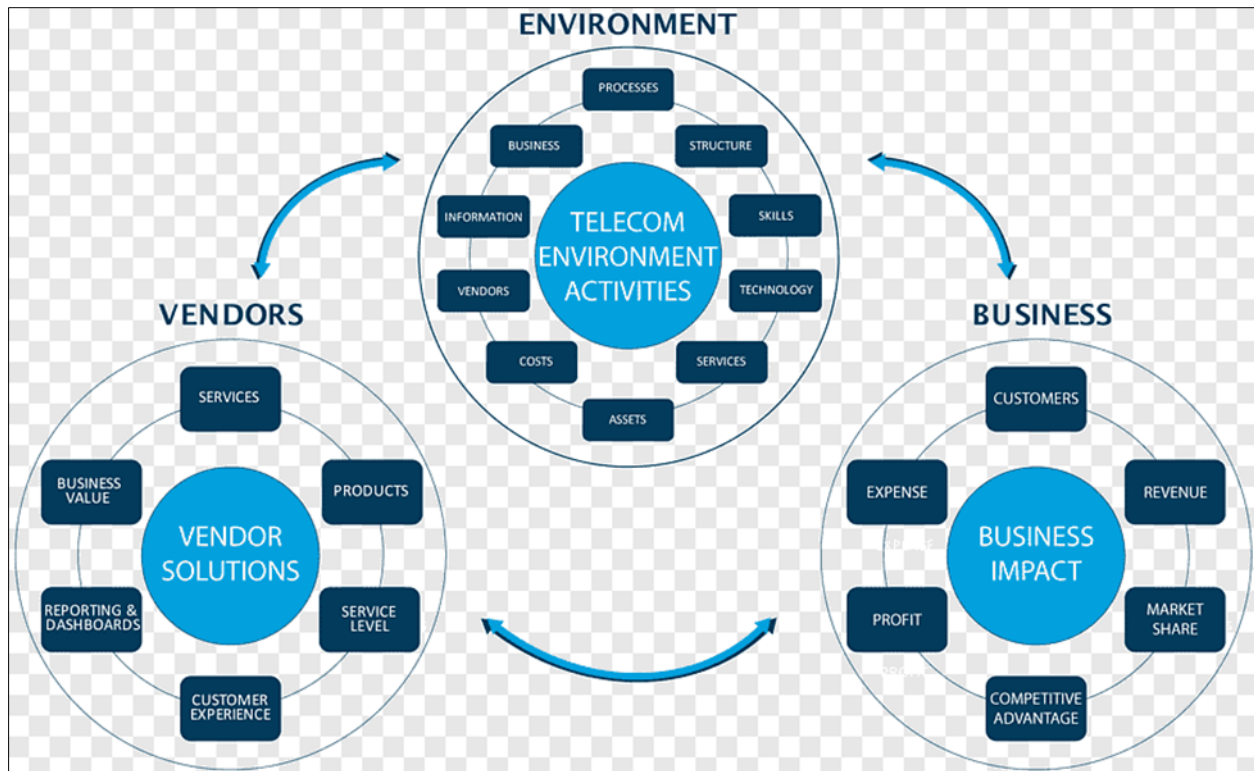 ENVIRONMENT
PROCESSES
BUSINESS
STRUCTURE
INFORMATION
SKILLS
TELECOM
ENVIRONMENT
ACTIVITIES
VENDORS
TECHNOLOGY
COSTS
SERVICES
ASSETS
VENDORS
SERVICES
BUSINESS
VALUE
PRODUCTS
VENDOR
SOLUTIONS
REPORTING &
DASHBOARDS
SERVICE
LEVEL
CUSTOMER
EXPERIENCE
BUSINESS
CUSTOMERS
EXPENSE
REVENUE
EXPENSE
BUSINESS
IMPACT
PROFIT
MARKET
SHARE
PROFIT
COMPETITIVE
ADVANTAGE